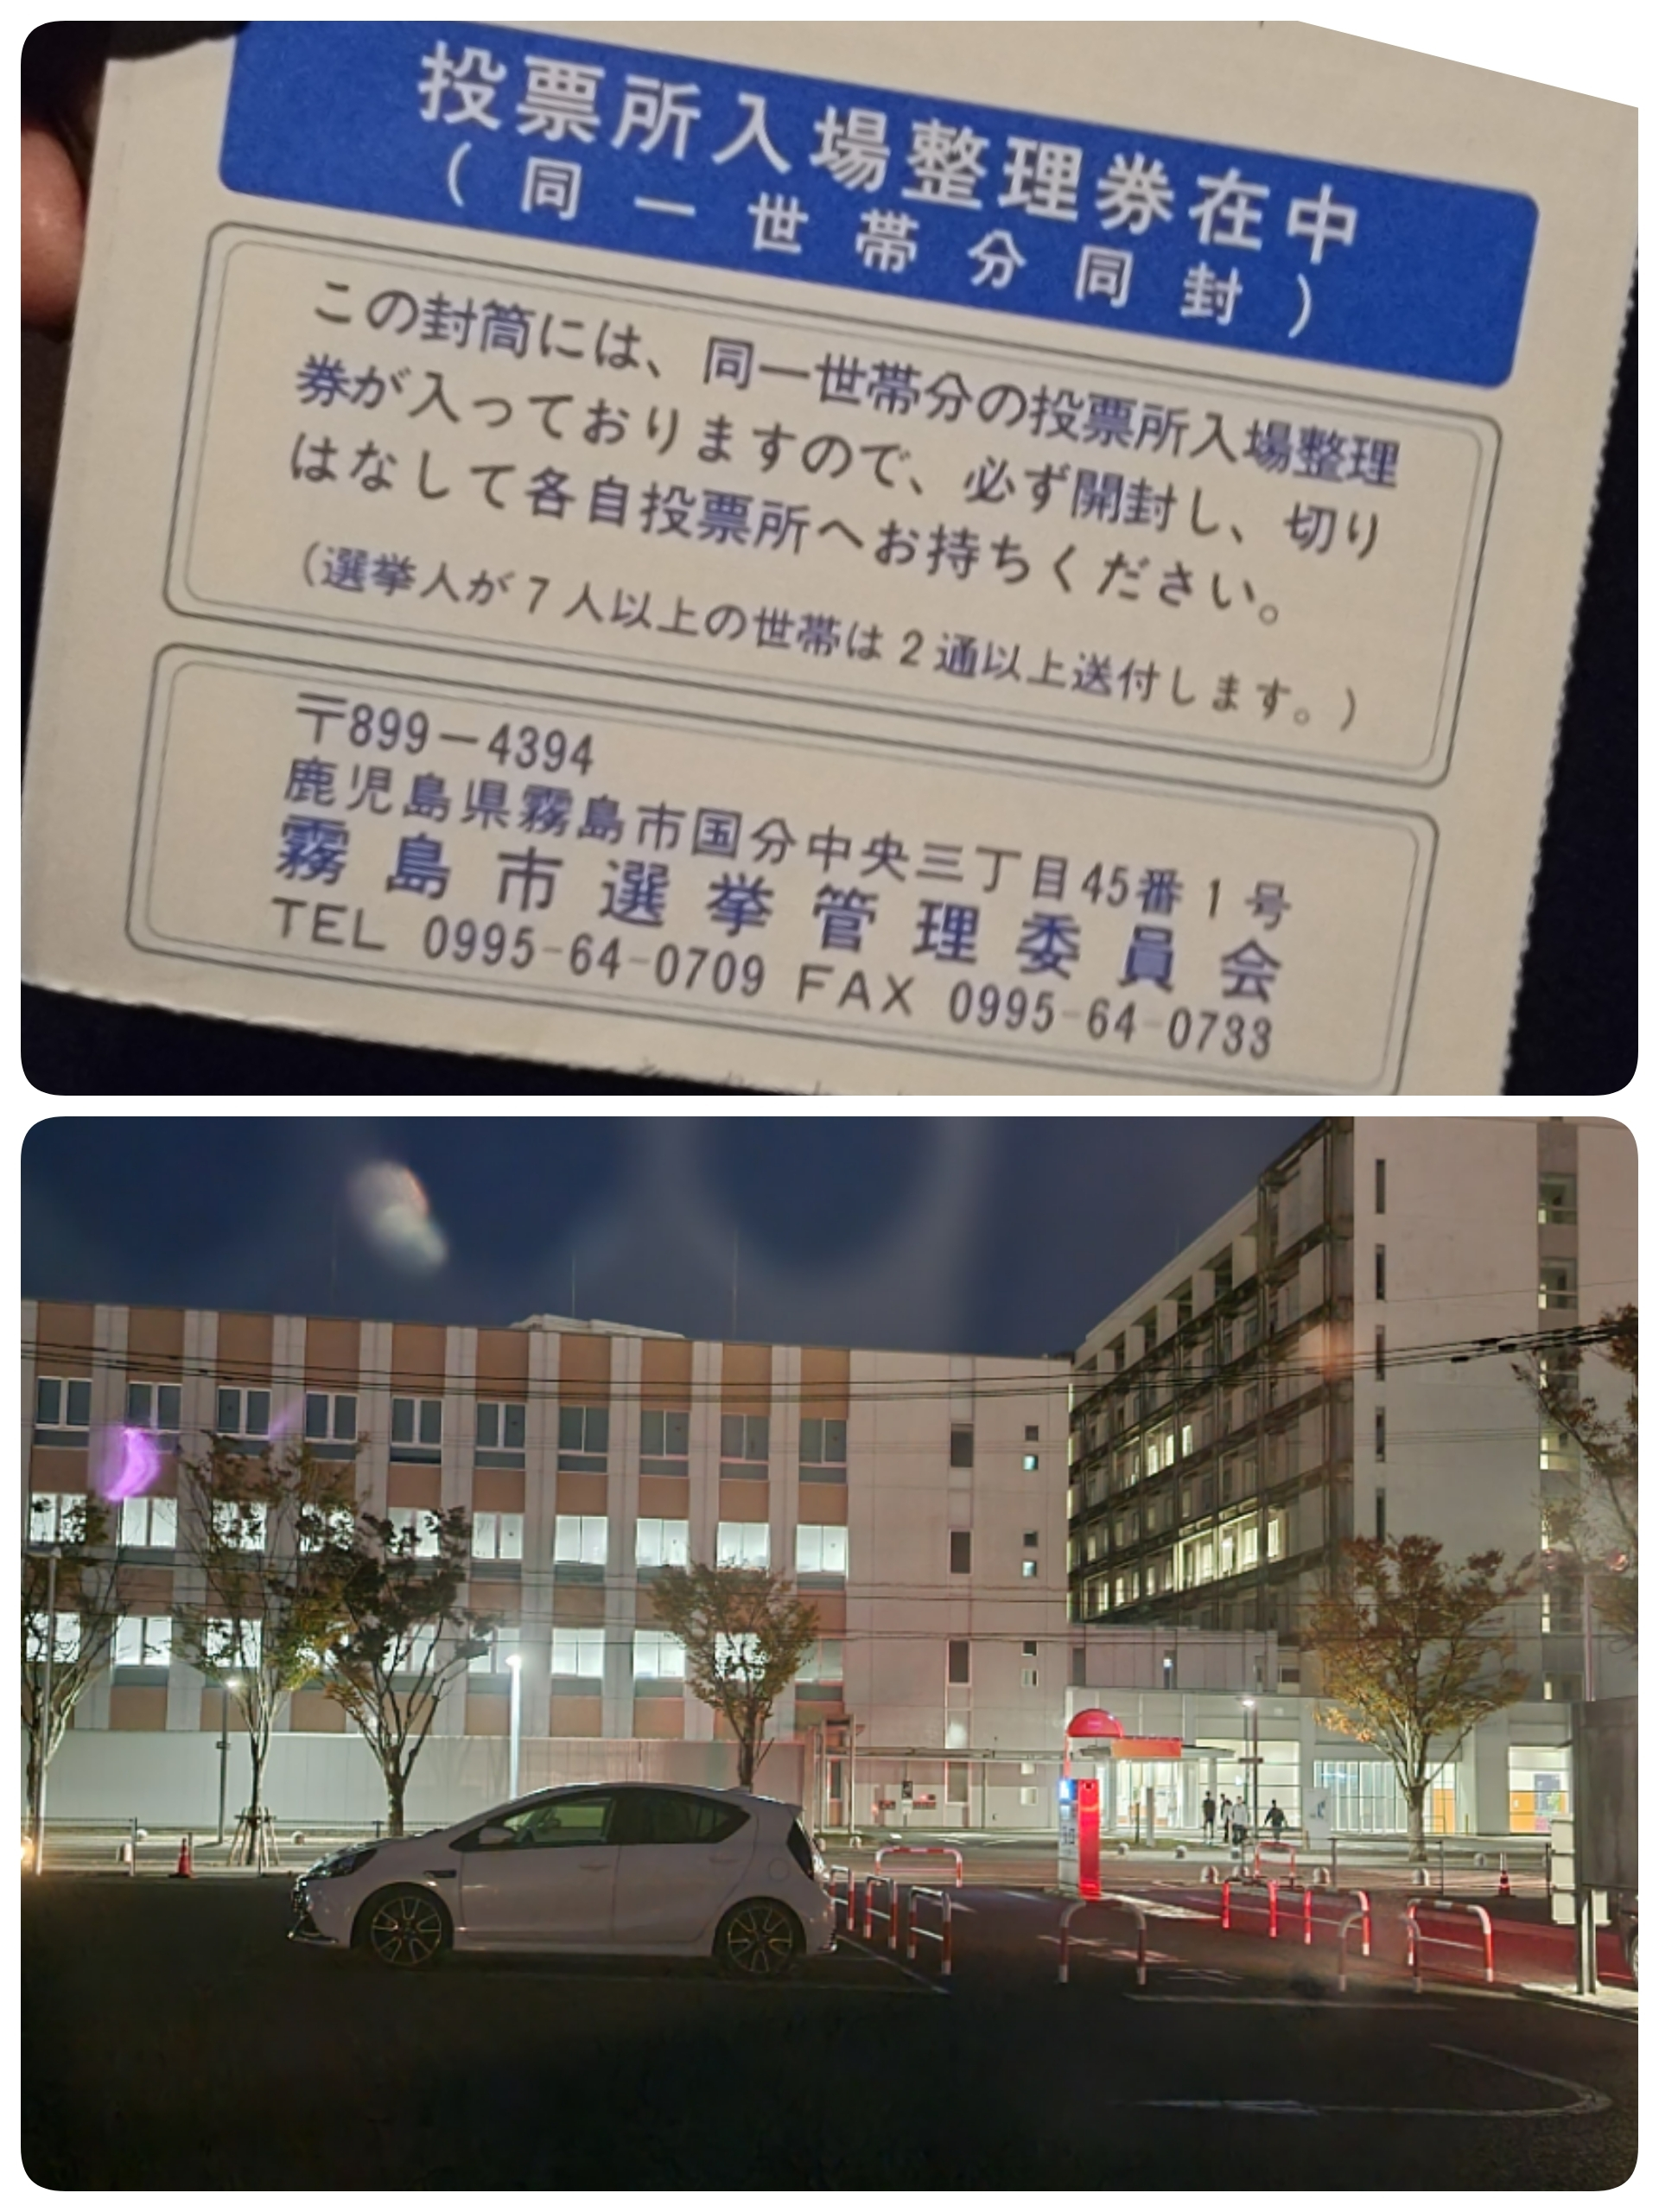 投票所入場整理券在中
(同一世帯分同封)
この封筒には、同一世帯分の投票所入場整理
券が入っておりますので、必ず開封し、切り
はなして各自投票所へお持ちください。
(選挙人が7人以上の世帯は2通以上送付します。)
〒899-4394
鹿児島県霧島市国分中央三丁目45番1号
霧島市選挙管理委員会
TEL 0995-64-0709 FAX 0995-64-0733